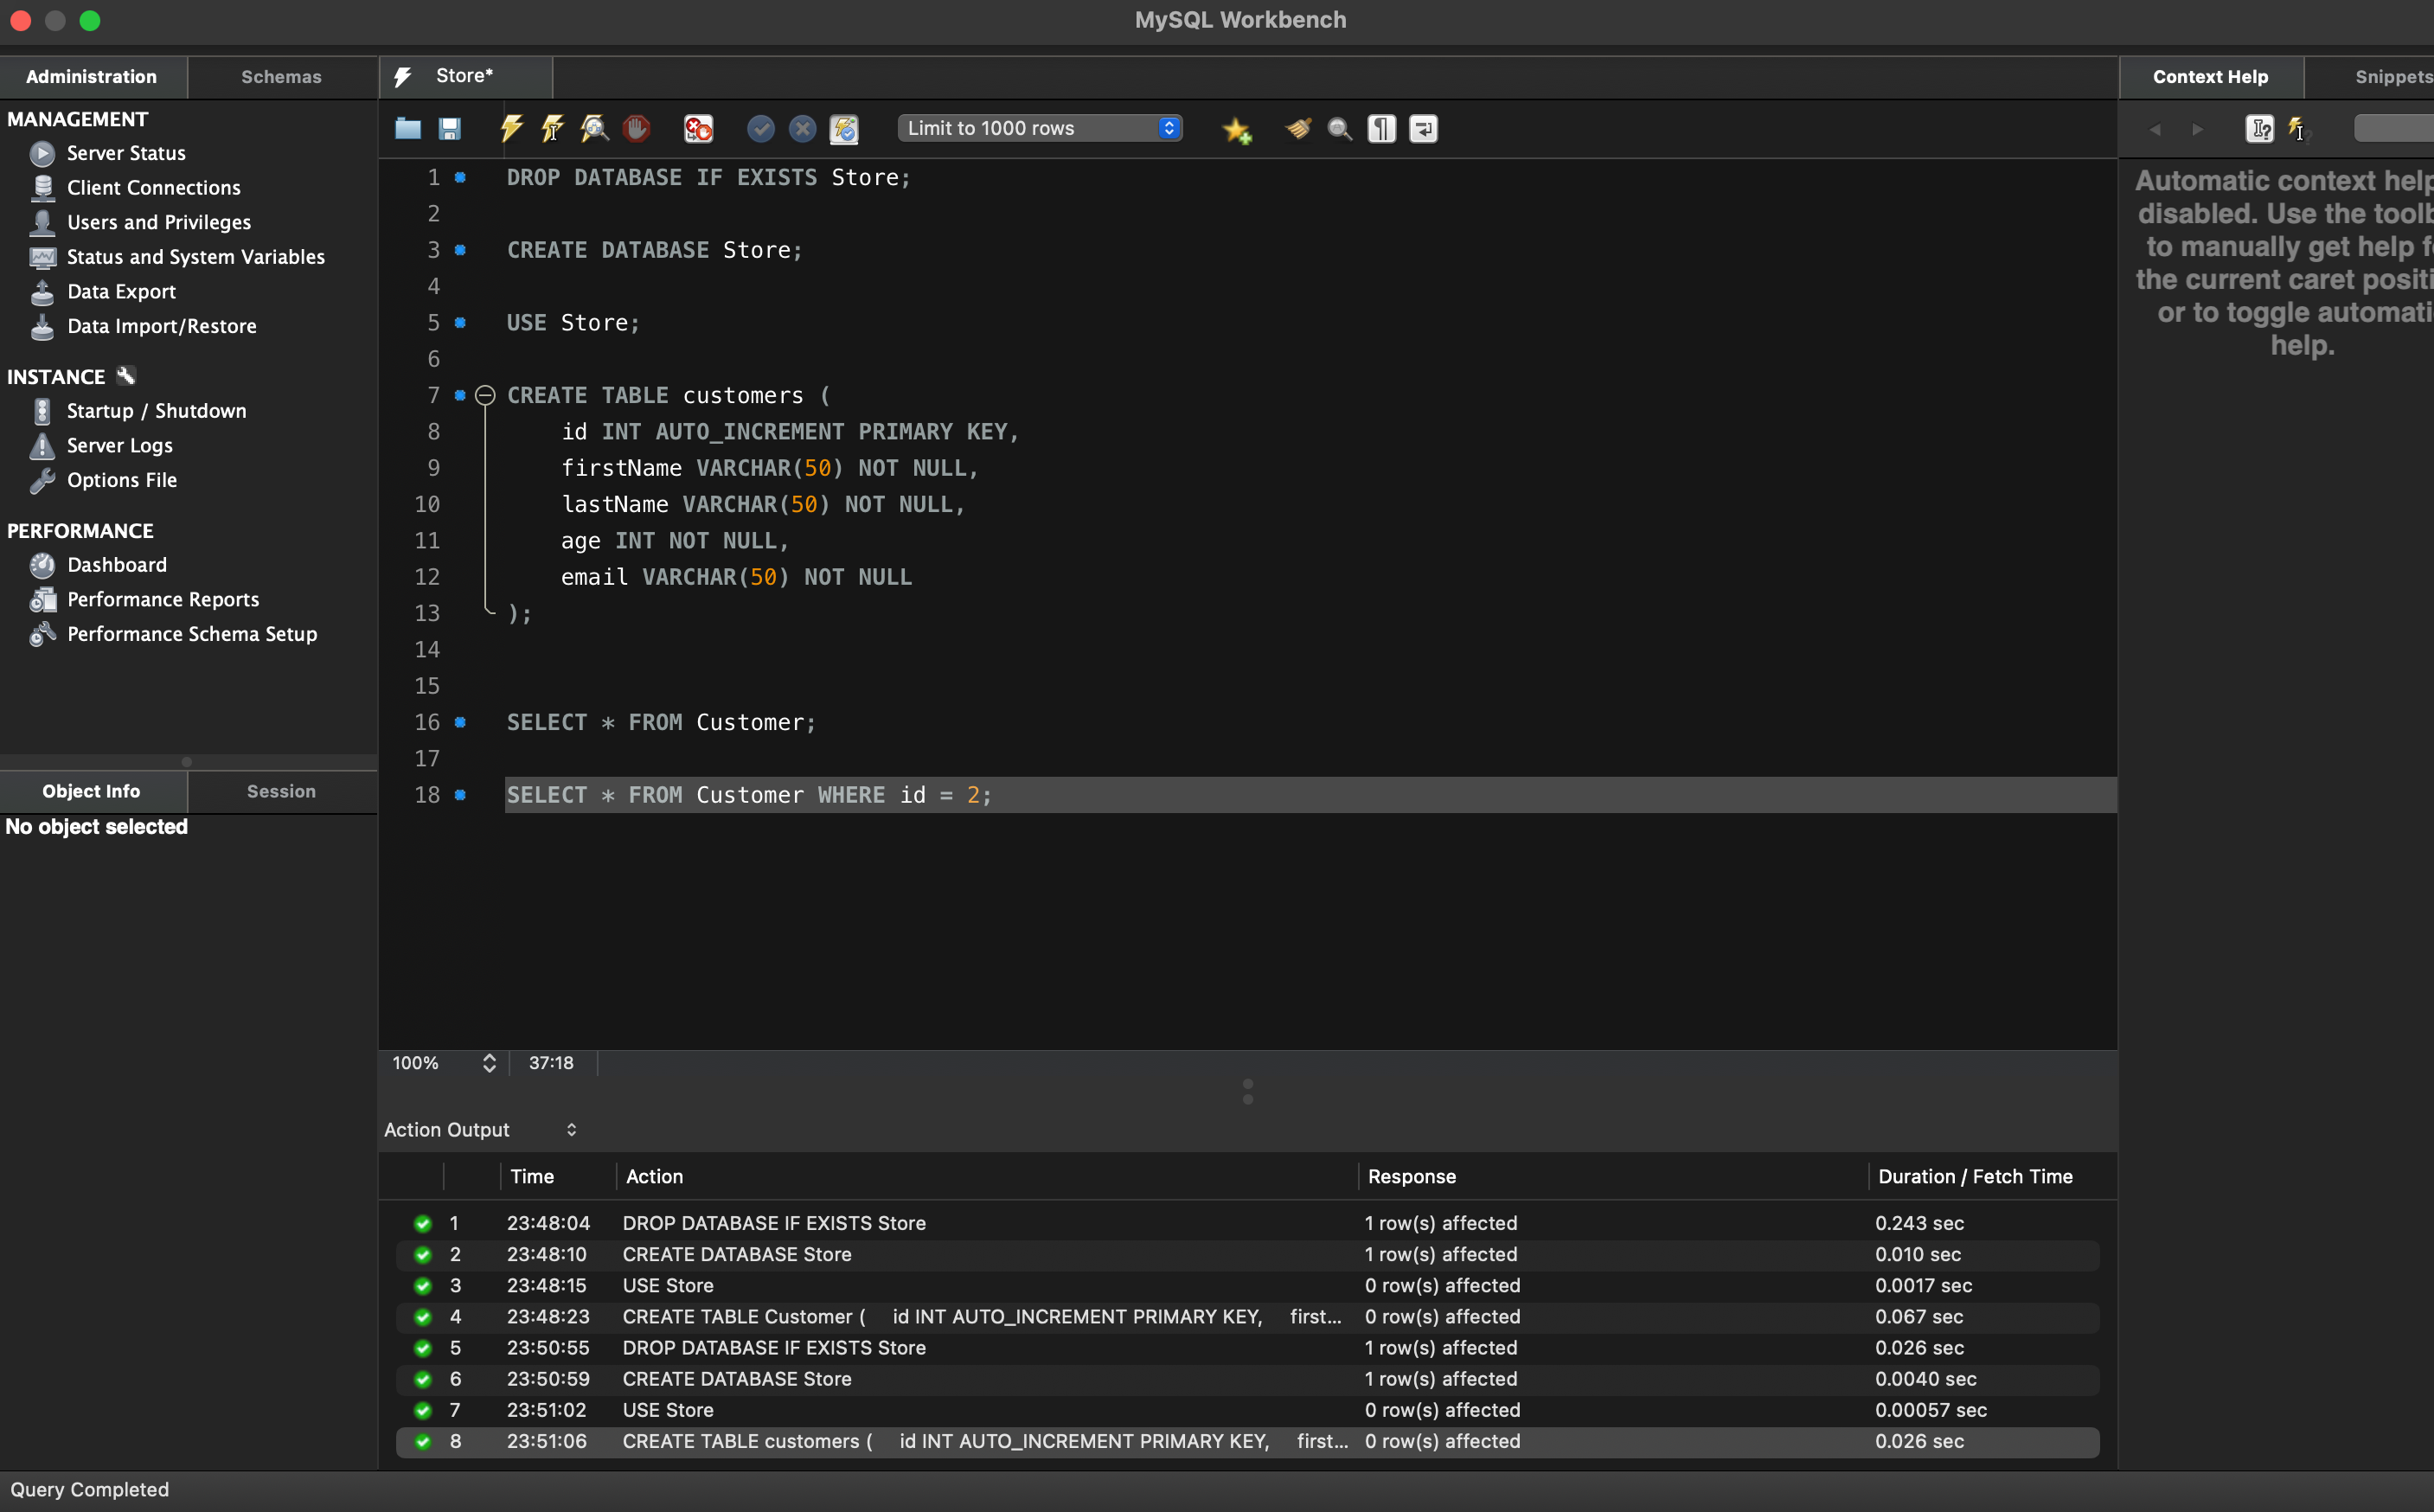 MySQL Workbench
Administration
Schemas
Store*
Context Help
Snippets
MANAGEMENT
Server Status
Client Connections
Users and Privileges
Status and System Variables
Data Export
Data Import/Restore
INSTANCE
Startup / Shutdown
Server Logs
Options File
PERFORMANCE
Dashboard
Performance Reports
Performance Schema Setup
Object Info
Session
No object selected
Limit to 1000 rows
1 DROP DATABASE IF EXISTS Store;
2
3 CREATE DATABASE Store;
4
5 USE Store;
6
7 CREATE TABLE customers (
8 id INT AUTO_INCREMENT PRIMARY KEY,
9 firstName VARCHAR(50) NOT NULL,
10 lastName VARCHAR(50) NOT NULL,
11 age INT NOT NULL,
12 email VARCHAR(50) NOT NULL
13 );
14
15
16 SELECT * FROM Customer;
17
18 SELECT * FROM Customer WHERE id = 2;
100% 37:18
Action Output
Time Action Response Duration / Fetch Time
1 23:48:04 DROP DATABASE IF EXISTS Store 1 row(s) affected 0.243 sec
2 23:48:10 CREATE DATABASE Store 1 row(s) affected 0.010 sec
3 23:48:15 USE Store 0 row(s) affected 0.0017 sec
4 23:48:23 CREATE TABLE Customer ( id INT AUTO_INCREMENT PRIMARY KEY, first... 0 row(s) affected 0.067 sec
5 23:50:55 DROP DATABASE IF EXISTS Store 1 row(s) affected 0.026 sec
6 23:50:59 CREATE DATABASE Store 1 row(s) affected 0.0040 sec
7 23:51:02 USE Store 0 row(s) affected 0.00057 sec
8 23:51:06 CREATE TABLE customers ( id INT AUTO_INCREMENT PRIMARY KEY, first... 0 row(s) affected 0.026 sec
Automatic context help
disabled. Use the
to manually get help
the current caret
or to toggle
help.
Query Completed